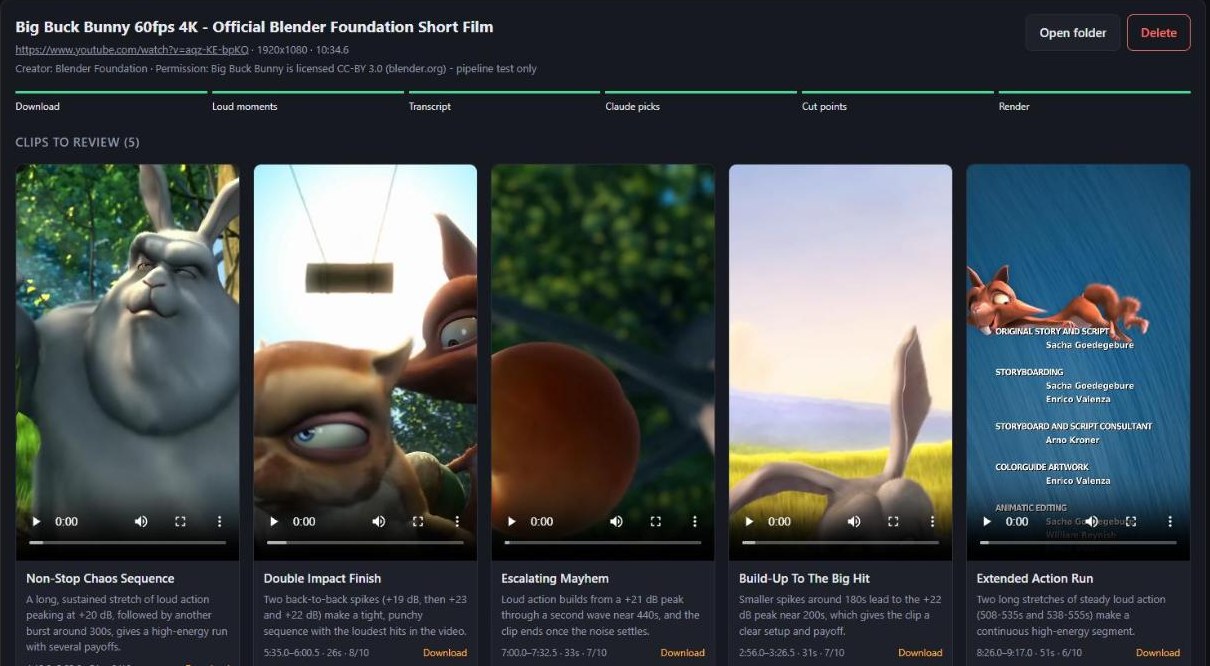 Big Buck Bunny 60fps 4K - Official Blender Foundation Short Film
https://www.youtube.com/watch?v=aqz-KE-bpKQ · 1920x1080 · 10:34.6
Creator: Blender Foundation · Permission: Big Buck Bunny is licensed CC-BY 3.0 (blender.org) - pipeline test only
Open folder
Delete
Download
Loud moments
Transcript
Claude picks
Cut points
Render
CLIPS TO REVIEW (5)
0:00
Non-Stop Chaos Sequence
A long, sustained stretch of loud action
peaking at +20 dB, followed by another
burst around 300s, gives a high-energy run
with several payoffs.
0:00
Double Impact Finish
Two back-to-back spikes (+19 dB, then +23
and +22 dB) make a tight, punchy
sequence with the loudest hits in the video.
5:35.0–6:00.5 · 26s · 8/10
Download
0:00
Escalating Mayhem
Loud action builds from a +21 dB peak
through a second wave near 440s, and the
clip ends once the noise settles.
7:00.0–7:32.5 · 33s · 7/10
Download
0:00
Build-Up To The Big Hit
Smaller spikes around 180s lead to the +22
dB peak near 200s, which gives the clip a
clear setup and payoff.
2:56.0–3:26.5 · 31s · 7/10
Download
ORIGINAL STORY AND SCRIPT
Sacha Goedegebure
STORYBOARDING
Sacha Goedegebure
Enrico Valenza
STORYBOARD AND SCRIPT CONSULTANT
Arno Kroner
COLORGUIDE ARTWORK
Enrico Valenza
ANIMATIC EDITING
0:00
Extended Action Run
Two long stretches of steady loud action
(508-535s and 538-555s) make a
continuous high-energy segment.
8:26.0–9:17.0 · 51s · 6/10
Download